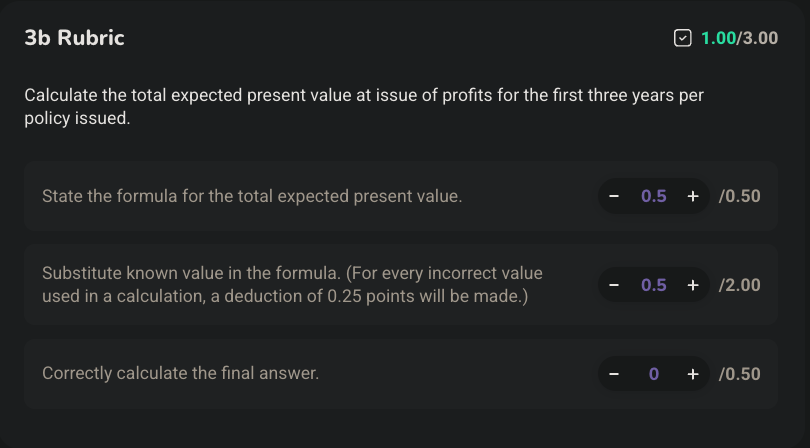 3b Rubric
1.00/3.00
Calculate the total expected present value at issue of profits for the first three years per
policy issued.
State the formula for the total expected present value.
− 0.5 + /0.50
Substitute known value in the formula. (For every incorrect value
used in a calculation, a deduction of 0.25 points will be made.)
− 0.5 + /2.00
Correctly calculate the final answer.
− 0 + /0.50